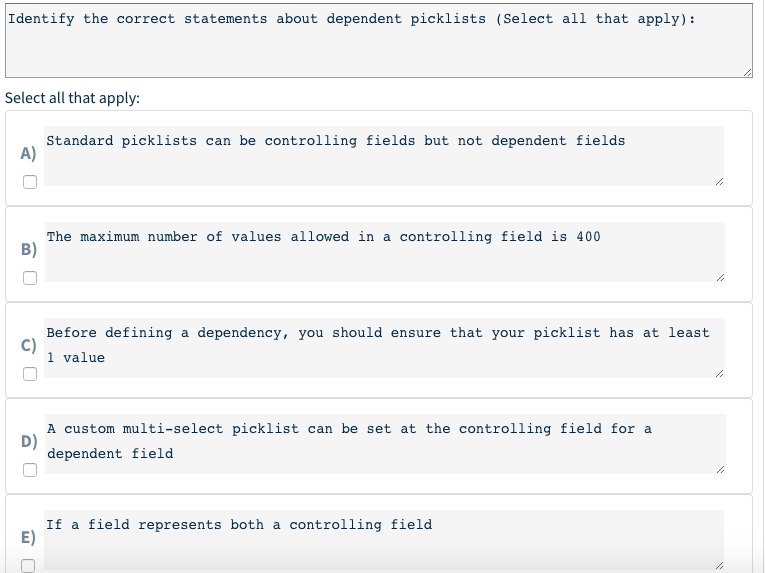 Identify the correct statements about dependent picklists (Select all that apply):
Select all that apply:
A)
Standard picklists can be controlling fields but not dependent fields
B)
The maximum number of values allowed in a controlling field is 400
C)
Before defining a dependency, you should ensure that your picklist has at least
1 value
D)
A custom multi-select picklist can be set at the controlling field for a
dependent field
E)
If a field represents both a controlling field